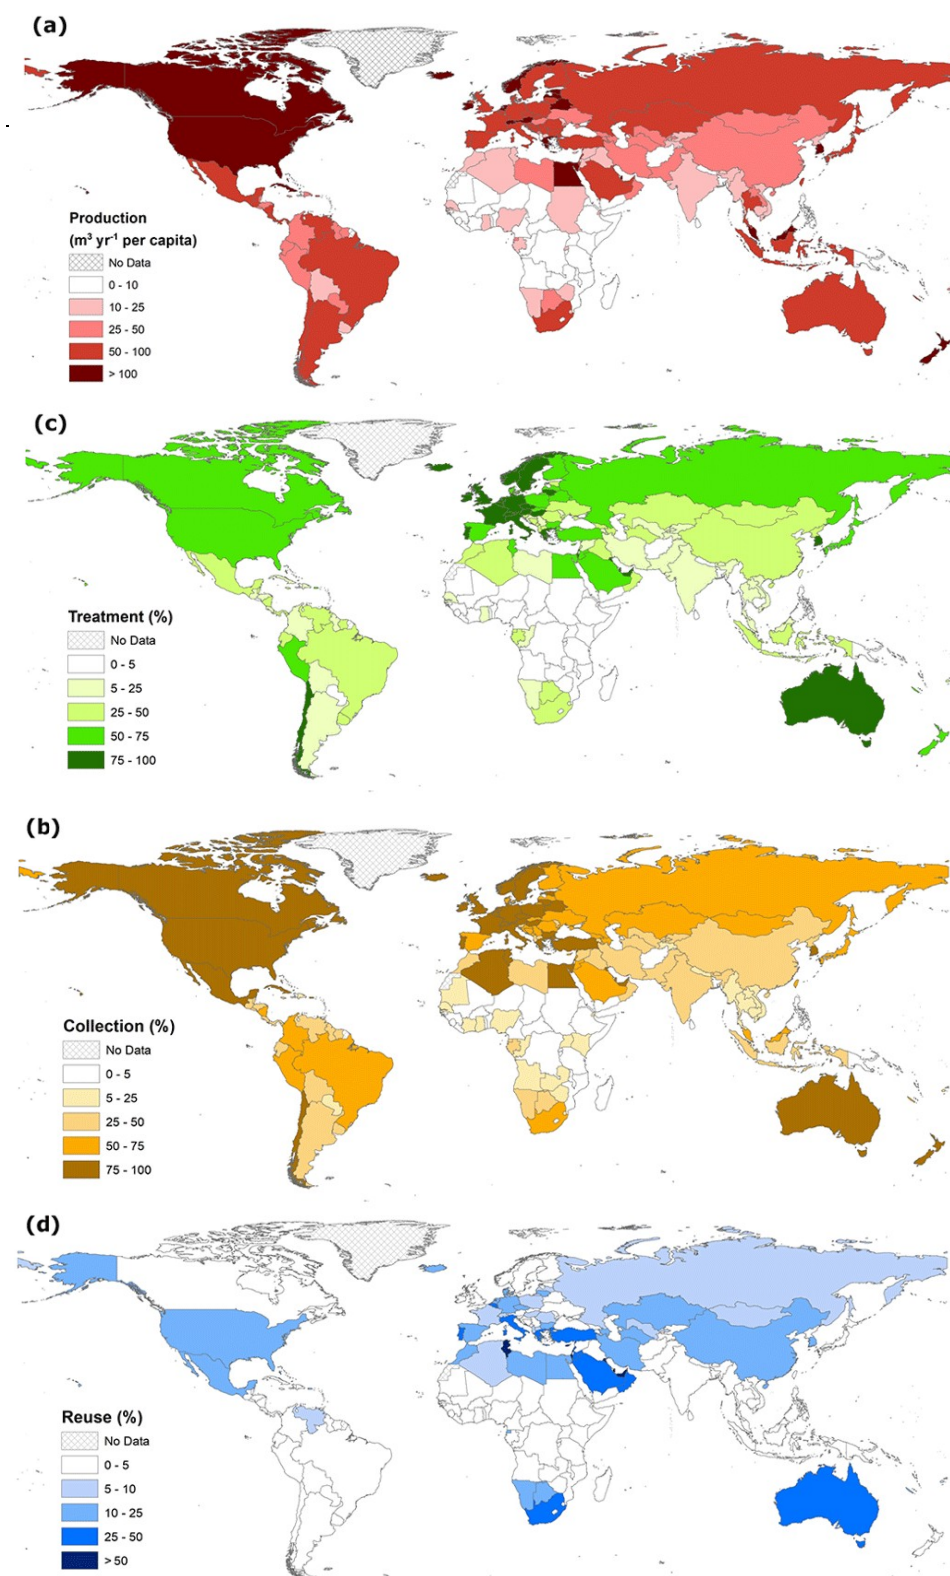 (a)
Production
(m³ yr⁻¹ per capita)
No Data
0 - 10
10 - 25
25 - 50
50 - 100
> 100
(c)
Treatment (%)
No Data
0 - 5
5 - 25
25 - 50
50 - 75
75 - 100
(b)
Collection (%)
No Data
0 - 5
5 - 25
25 - 50
50 - 75
75 - 100
(d)
Reuse (%)
No Data
0 - 5
5 - 10
10 - 25
25 - 50
> 50